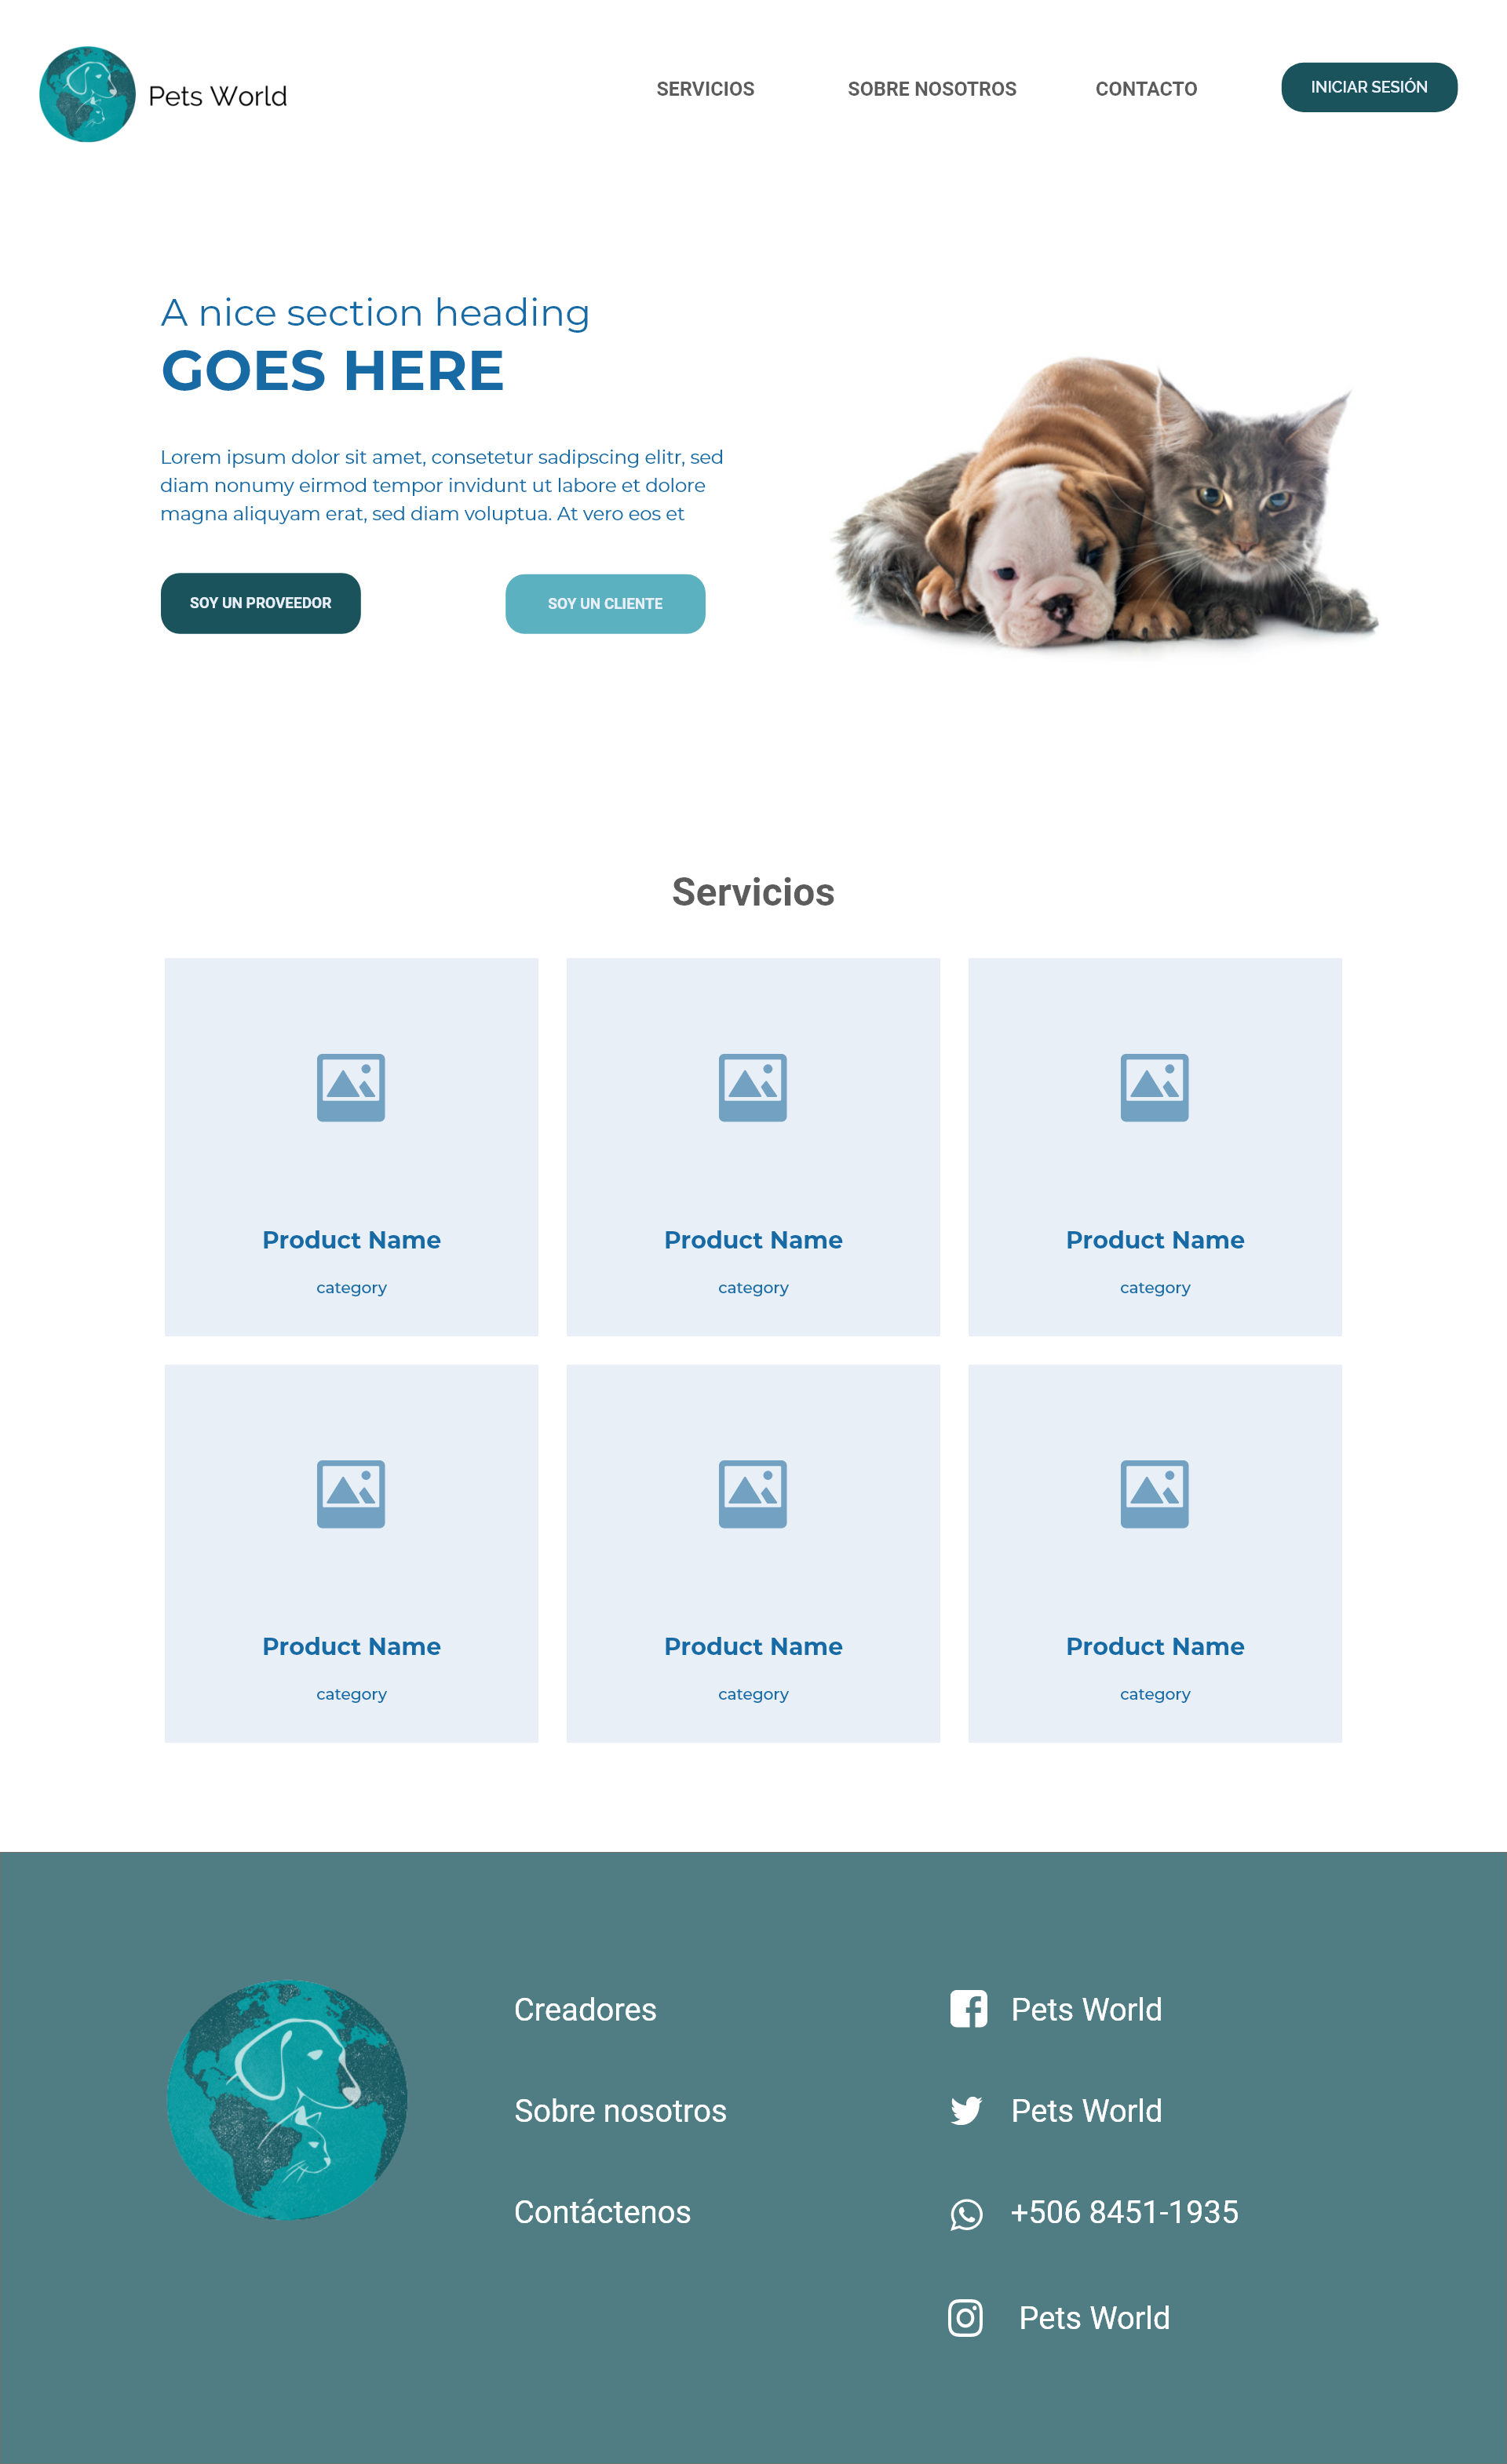 Pets World
SERVICIOS
SOBRE NOSOTROS
CONTACTO
INICIAR SESIÓN
A nice section heading
GOES HERE
Lorem ipsum dolor sit amet, consetetur sadipscing elitr, sed
diam nonumy eirmod tempor invidunt ut labore et dolore
magna aliquyam erat, sed diam voluptua. At vero eos et
SOY UN PROVEEDOR
SOY UN CLIENTE
Servicios
Product Name
category
Product Name
category
Product Name
category
Product Name
category
Product Name
category
Product Name
category
Creadores
Sobre nosotros
Contáctenos
Pets World
Pets World
+506 8451-1935
Pets World